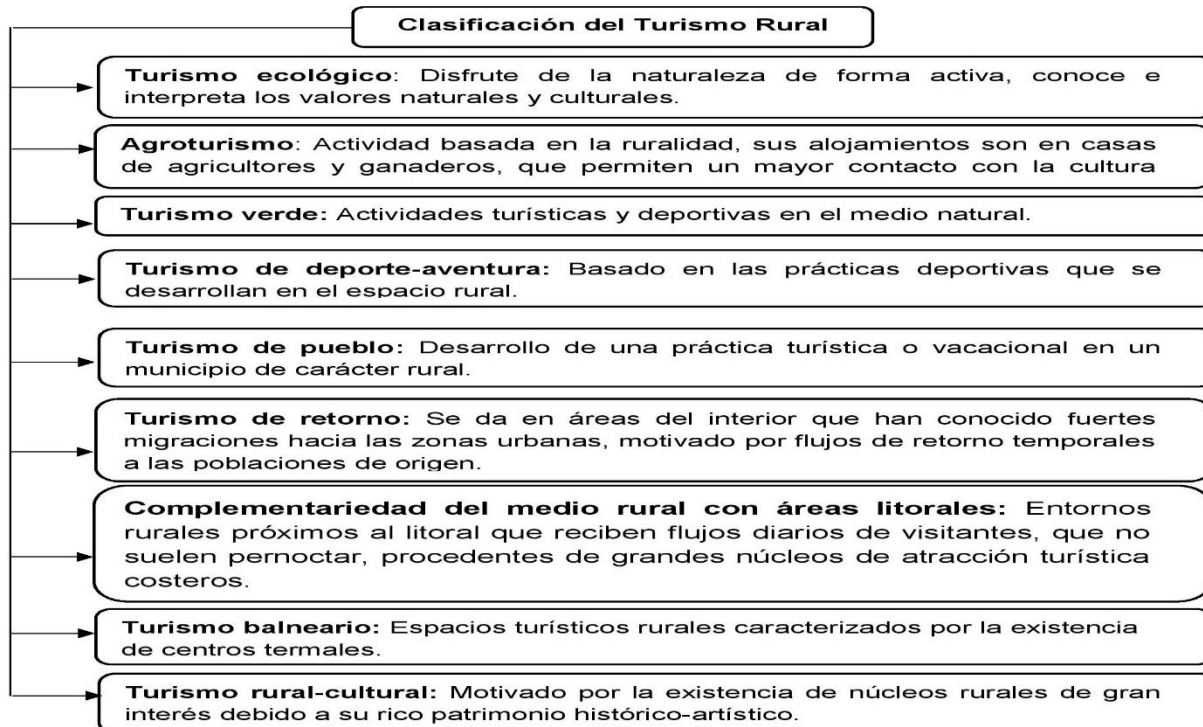 Clasificación del Turismo Rural
Turismo ecológico: Disfrute de la naturaleza de forma activa, conoce e
interpreta los valores naturales y culturales.
Agroturismo: Actividad basada en la ruralidad, sus alojamientos son en casas
de agricultores y ganaderos, que permiten un mayor contacto con la cultura
Turismo verde: Actividades turísticas y deportivas en el medio natural.
Turismo de deporte-aventura: Basado en las prácticas deportivas que se
desarrollan en el espacio rural.
Turismo de pueblo: Desarrollo de una práctica turística o vacacional en un
municipio de carácter rural.
Turismo de retorno: Se da en áreas del interior que han conocido fuertes
migraciones hacia las zonas urbanas, motivado por flujos de retorno temporales
a las poblaciones de origen.
Complementariedad del medio rural con áreas litorales: Entornos
rurales próximos al litoral que reciben flujos diarios de visitantes, que no
suelen pernoctar, procedentes de grandes núcleos de atracción turística
costeros.
Turismo balneario: Espacios turísticos rurales caracterizados por la existencia
de centros termales.
Turismo rural-cultural: Motivado por la existencia de núcleos rurales de gran
interés debido a su rico patrimonio histórico-artístico.